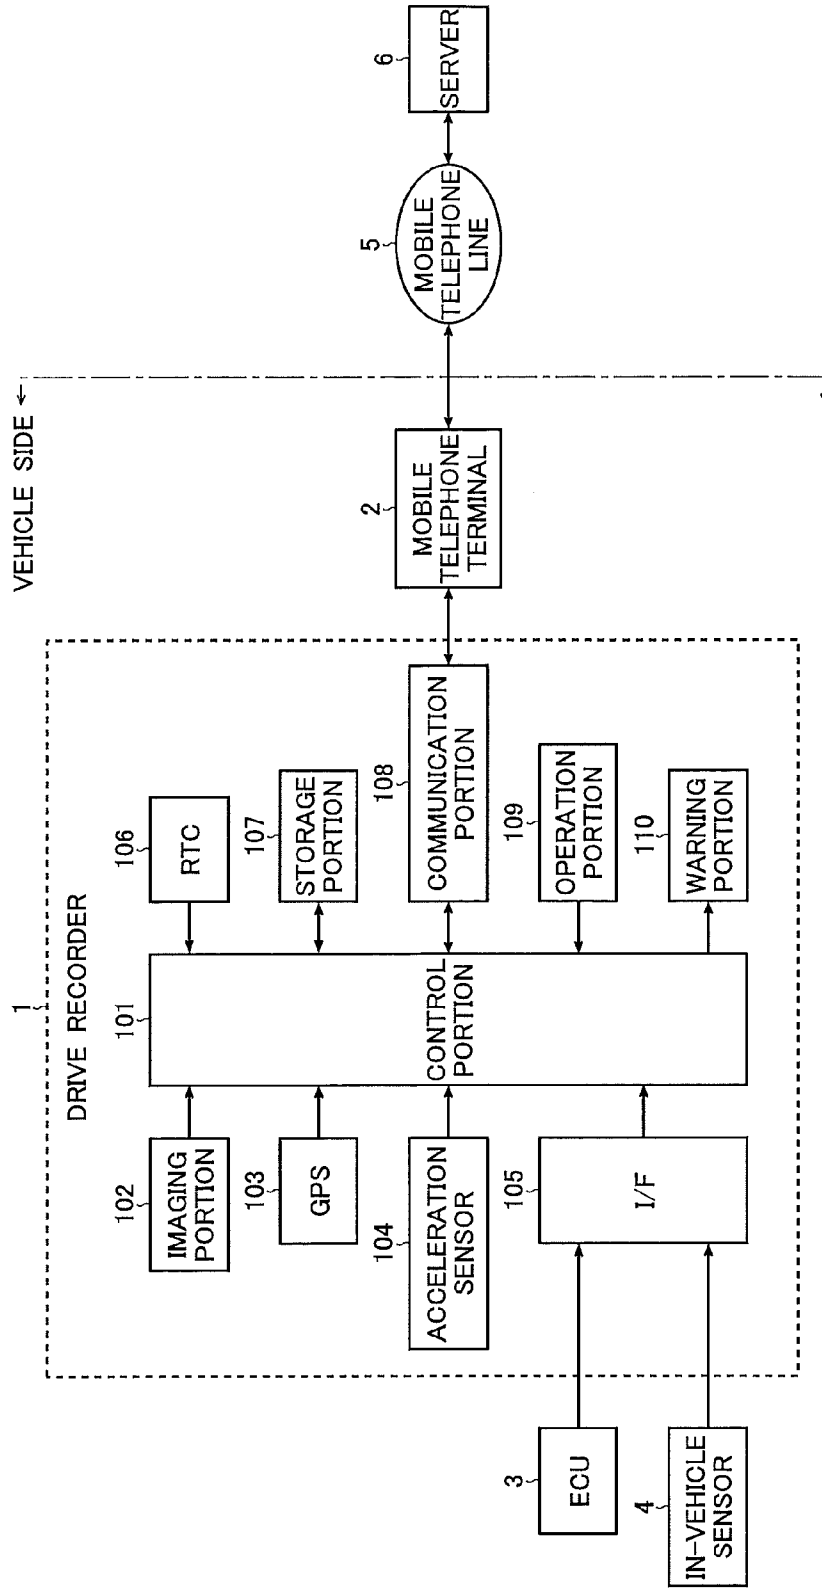 VEHICLE SIDE
1
DRIVE RECORDER
102
IMAGING
PORTION
103
GPS
104
ACCELERATION
SENSOR
105
I/F
3
ECU
4
IN-VEHICLE
SENSOR
101
CONTROL
PORTION
106
RTC
107
STORAGE
PORTION
108
COMMUNICATION
PORTION
109
OPERATION
PORTION
110
WARNING
PORTION
2
MOBILE
TELEPHONE
TERMINAL
5
MOBILE
TELEPHONE
LINE
6
SERVER